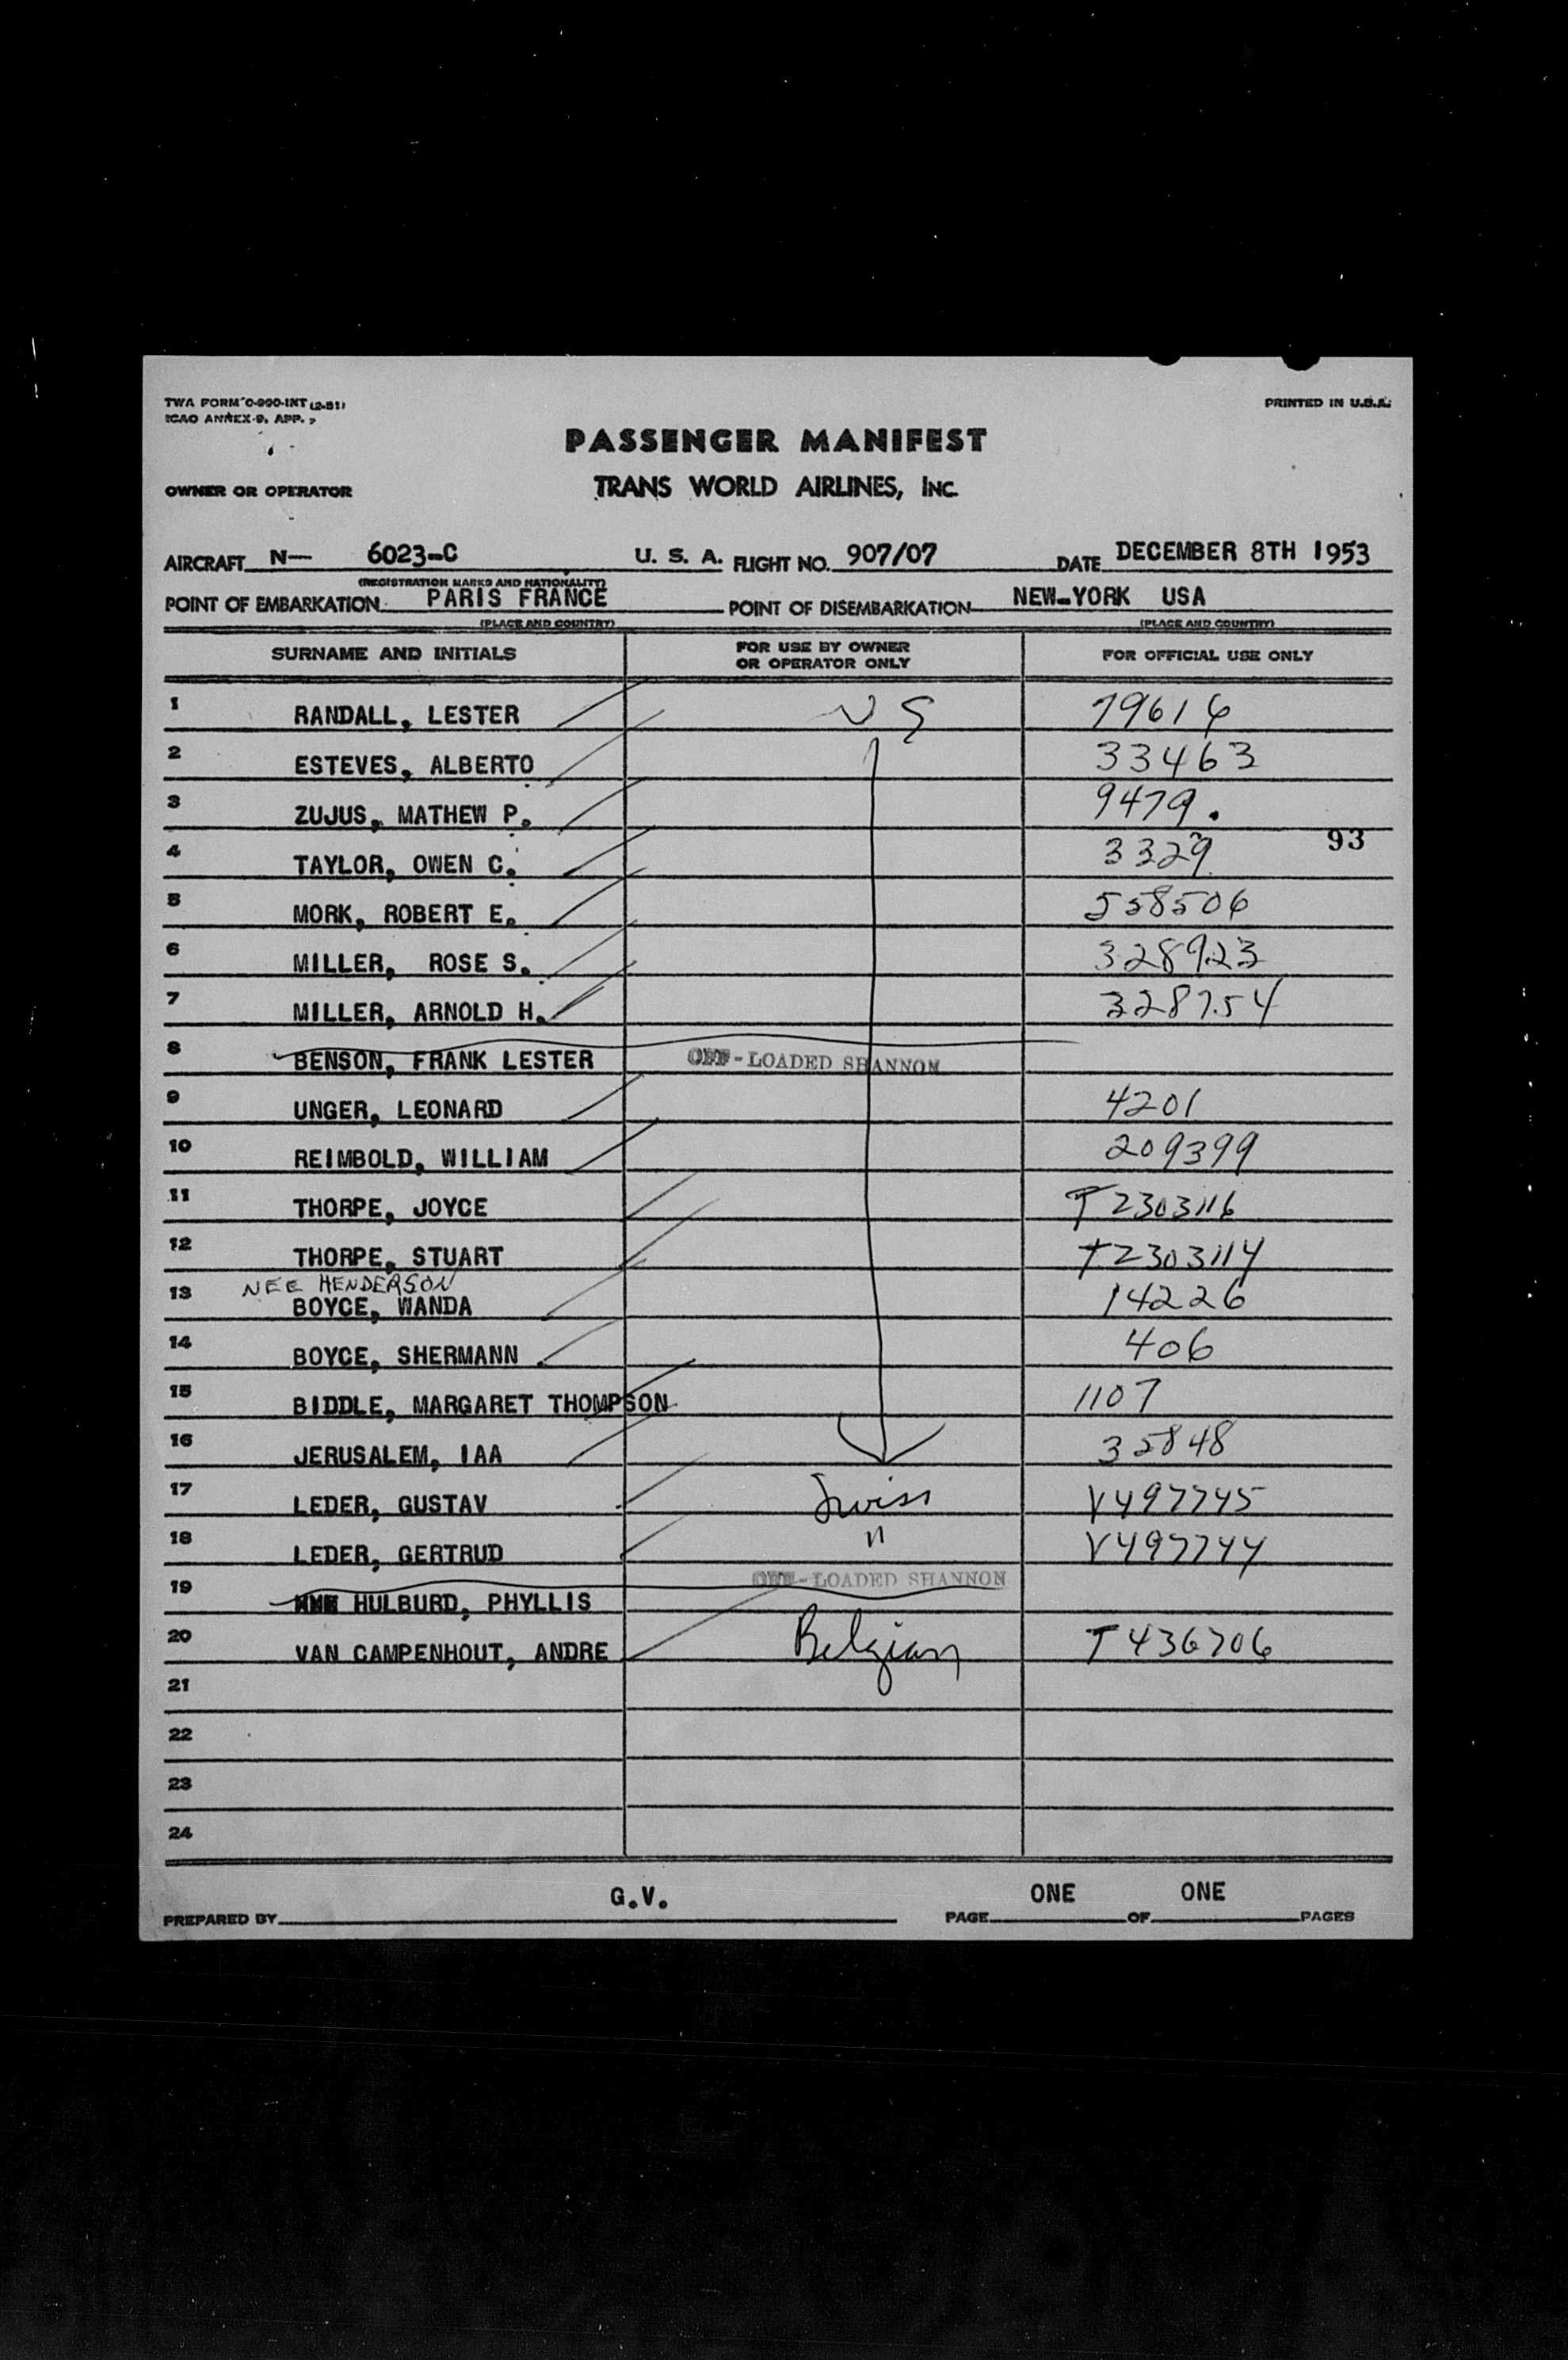 TWA FORM O-990-INT (2-51)
ICAO ANNEX-9, APP.
PRINTED IN U.S.A.
PASSENGER MANIFEST
OWNER OR OPERATOR TRANS WORLD AIRLINES, INC.
AIRCRAFT N— 6023-C U. S. A. FLIGHT NO. 907/07 DATE DECEMBER 8TH 1953
(REGISTRATION MARKS AND NATIONALITY)
POINT OF EMBARKATION PARIS FRANCE POINT OF DISEMBARKATION NEW-YORK USA
(PLACE AND COUNTRY) (PLACE AND COUNTRY)
SURNAME AND INITIALS FOR USE BY OWNER OR OPERATOR ONLY FOR OFFICIAL USE ONLY
1 RANDALL, LESTER US 79616
2 ESTEVES, ALBERTO 33463
3 ZUJUS, MATHEW P. 9479.
93
4 TAYLOR, OWEN C. 3329
5 MORK, ROBERT E. 558506
6 MILLER, ROSE S. 328923
7 MILLER, ARNOLD H. 328754
8 BENSON, FRANK LESTER OFF-LOADED SHANNON
9 UNGER, LEONARD 4201
10 REIMBOLD, WILLIAM 209399
11 THORPE, JOYCE T2303116
12 THORPE, STUART T2303114
NEE HENDERSON
13 BOYCE, WANDA 14226
14 BOYCE, SHERMANN 406
15 BIDDLE, MARGARET THOMPSON 1107
16 JERUSALEM, IAA 35848
17 LEDER, GUSTAV Swiss V497745
18 LEDER, GERTRUD " V497744
19 HULBURD, PHYLLIS OFF-LOADED SHANNON
20 VAN CAMPENHOUT, ANDRE Belgian T436706
21
22
23
24
PREPARED BY G.V. PAGE ONE OF ONE PAGES